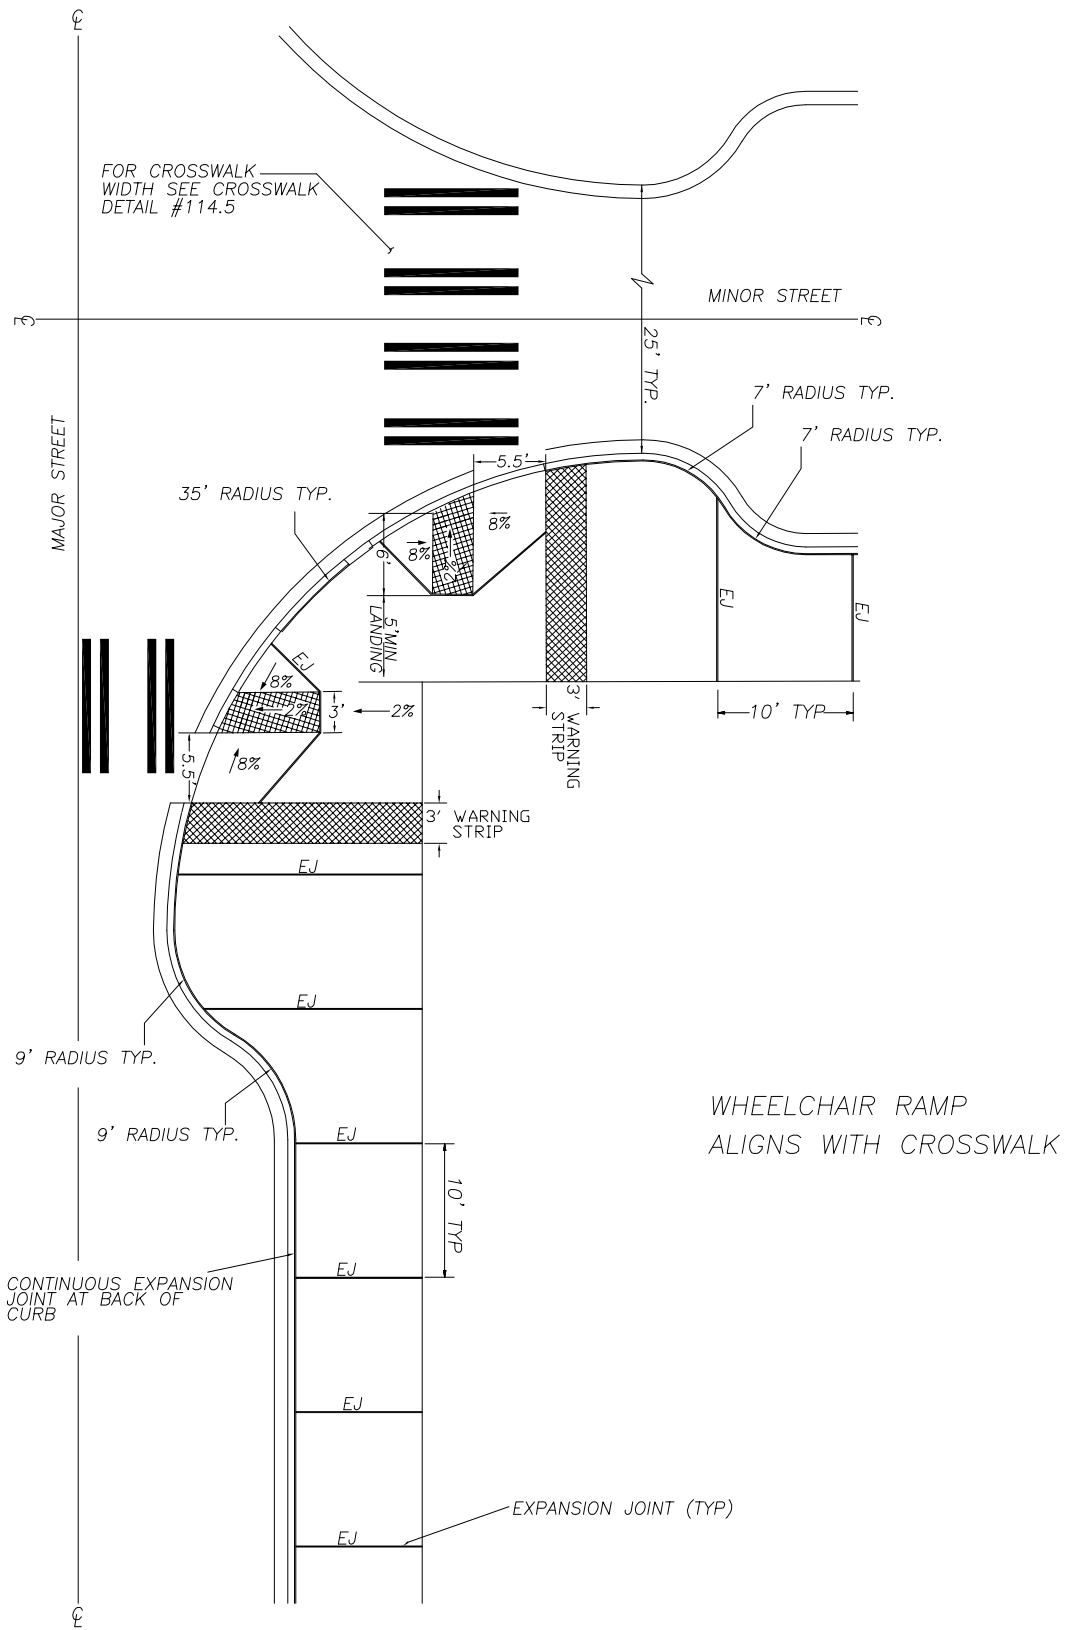 ℄
FOR CROSSWALK
WIDTH SEE CROSSWALK
DETAIL #114.5
MINOR STREET
℄
℄
25' TYP.
7' RADIUS TYP.
7' RADIUS TYP.
MAJOR STREET
5.5'
35' RADIUS TYP.
8%
8%
2%
6'
5'MIN
LANDING
EJ
EJ
EJ
8%
2%
3'
2%
3' WARNING
STRIP
10' TYP
5.5'
8%
3' WARNING
STRIP
EJ
EJ
9' RADIUS TYP.
9' RADIUS TYP.
WHEELCHAIR RAMP
ALIGNS WITH CROSSWALK
EJ
10' TYP
CONTINUOUS EXPANSION
JOINT AT BACK OF
CURB
EJ
EJ
EXPANSION JOINT (TYP)
EJ
℄